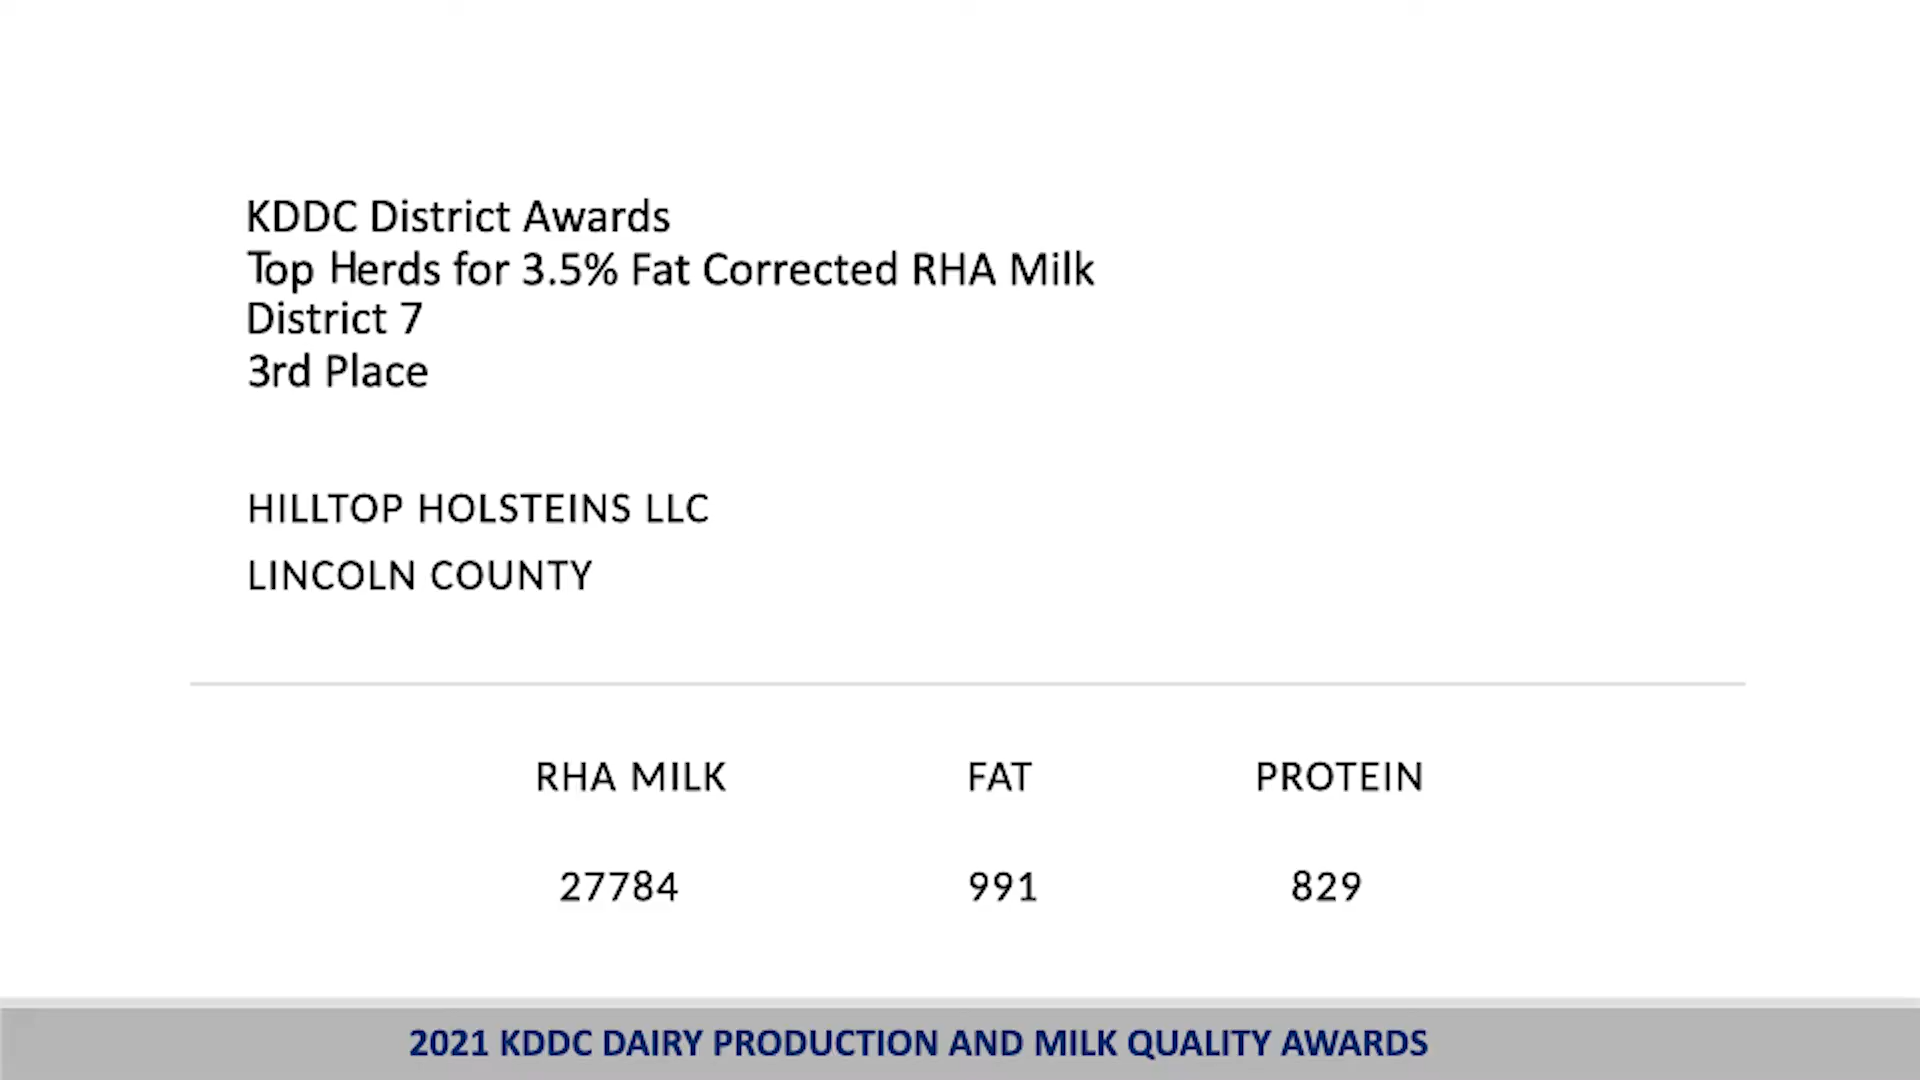 KDDC District Awards
Top Herds for 3.5% Fat Corrected RHA Milk
District 7
3rd Place
HILLTOP HOLSTEINS LLC
LINCOLN COUNTY
RHA MILK FAT PROTEIN
27784 991 829
2021 KDDC DAIRY PRODUCTION AND MILK QUALITY AWARDS